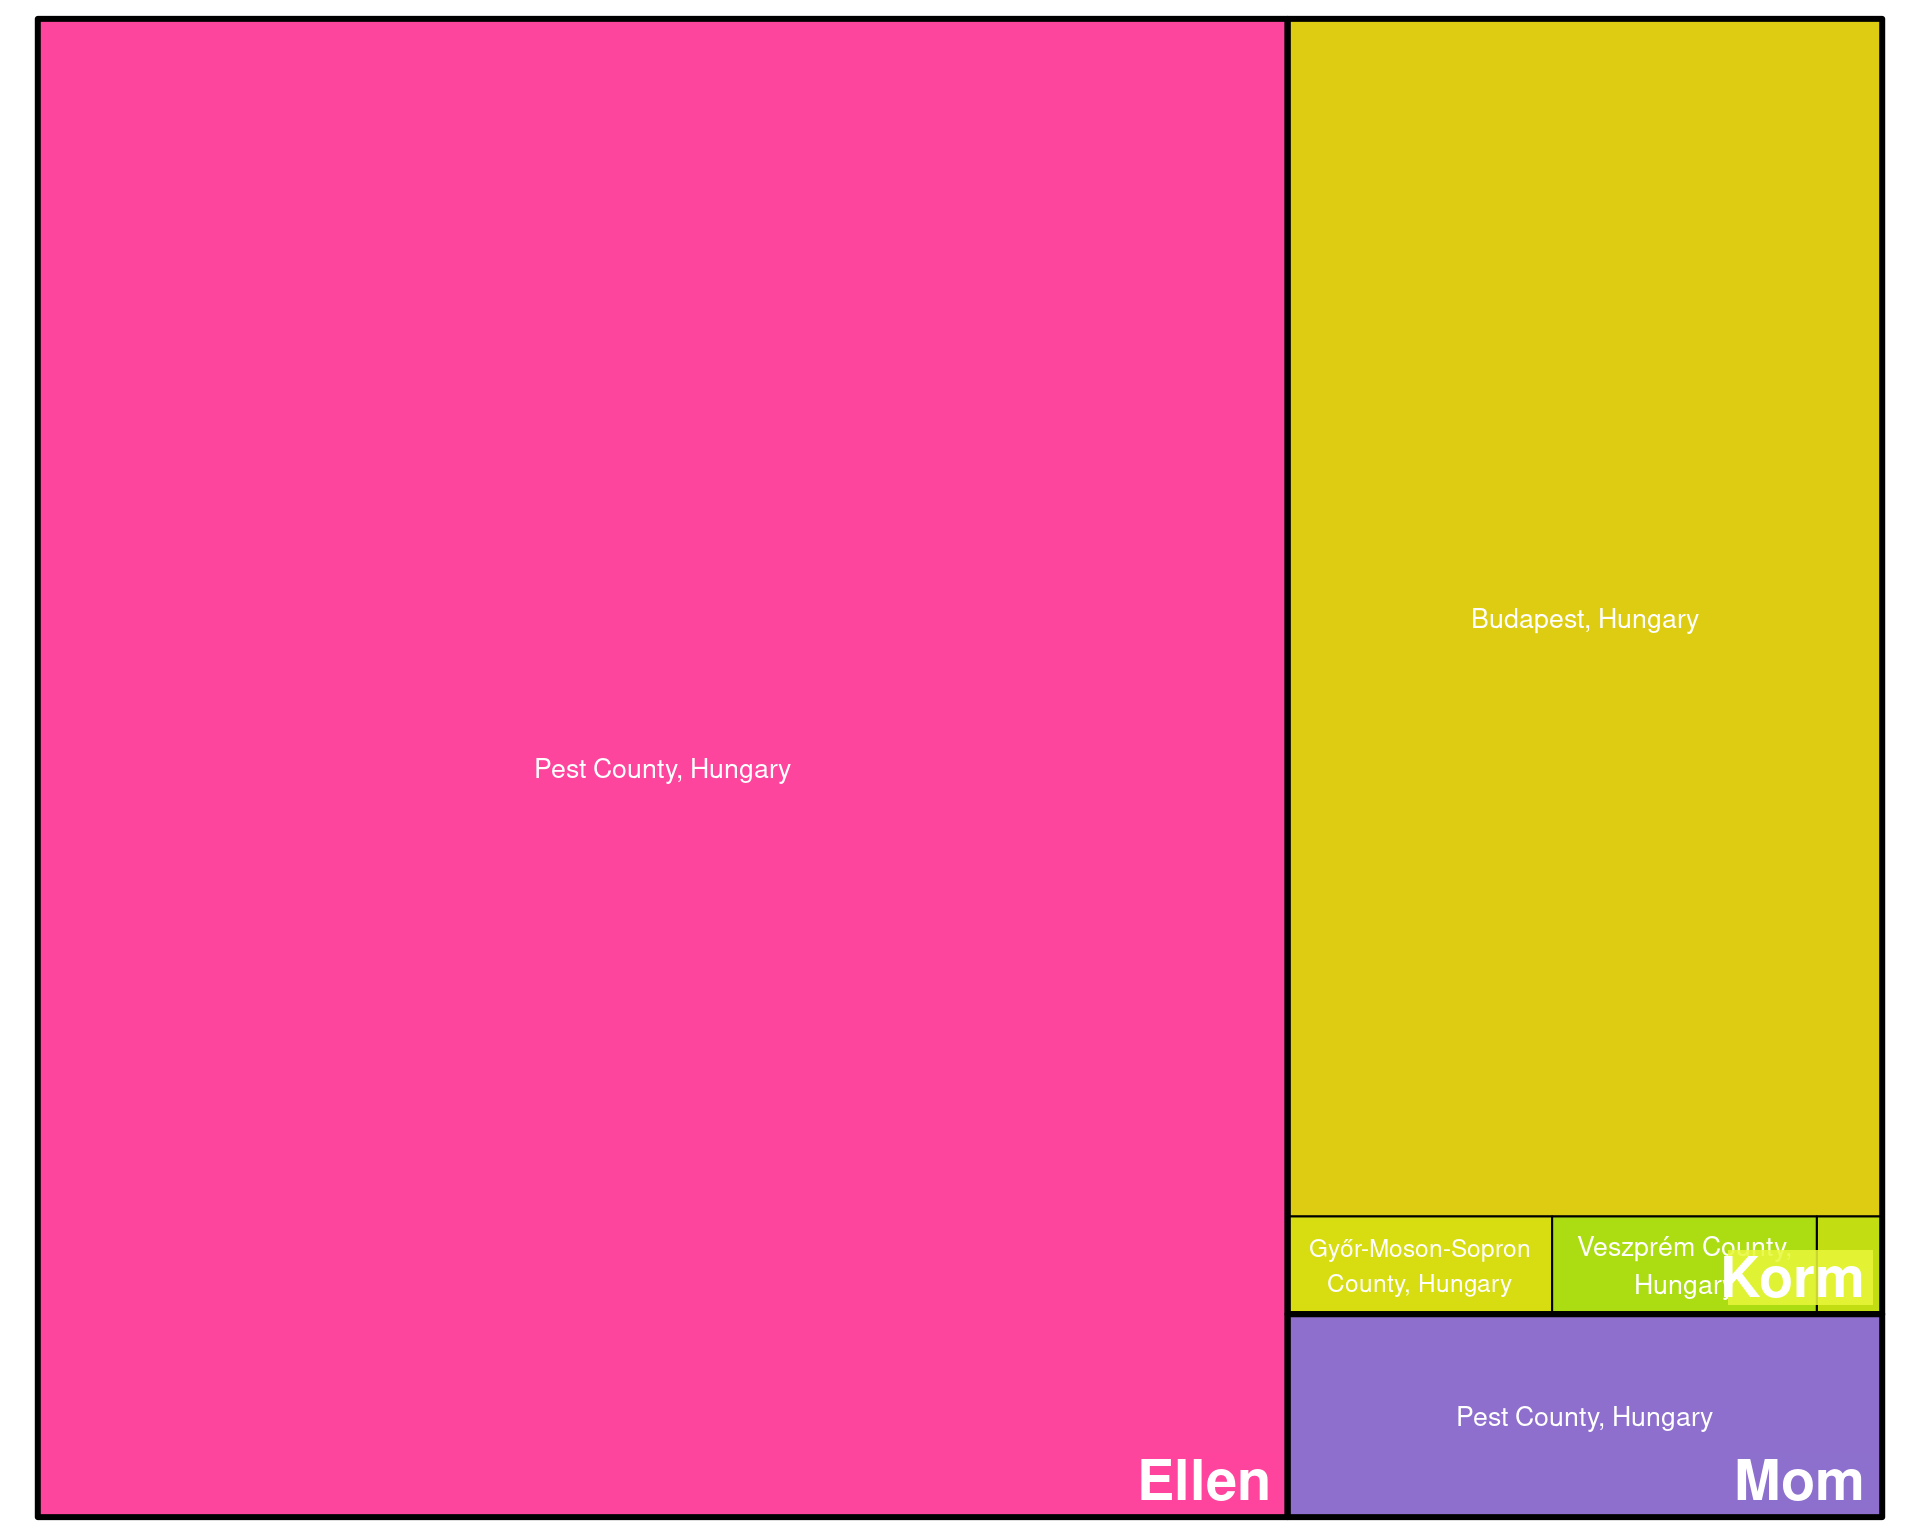 Pest County, Hungary
Ellen
Budapest, Hungary
Győr-Moson-Sopron
County, Hungary
Veszprém County,
Hungary
Korm
Pest County, Hungary
Mom